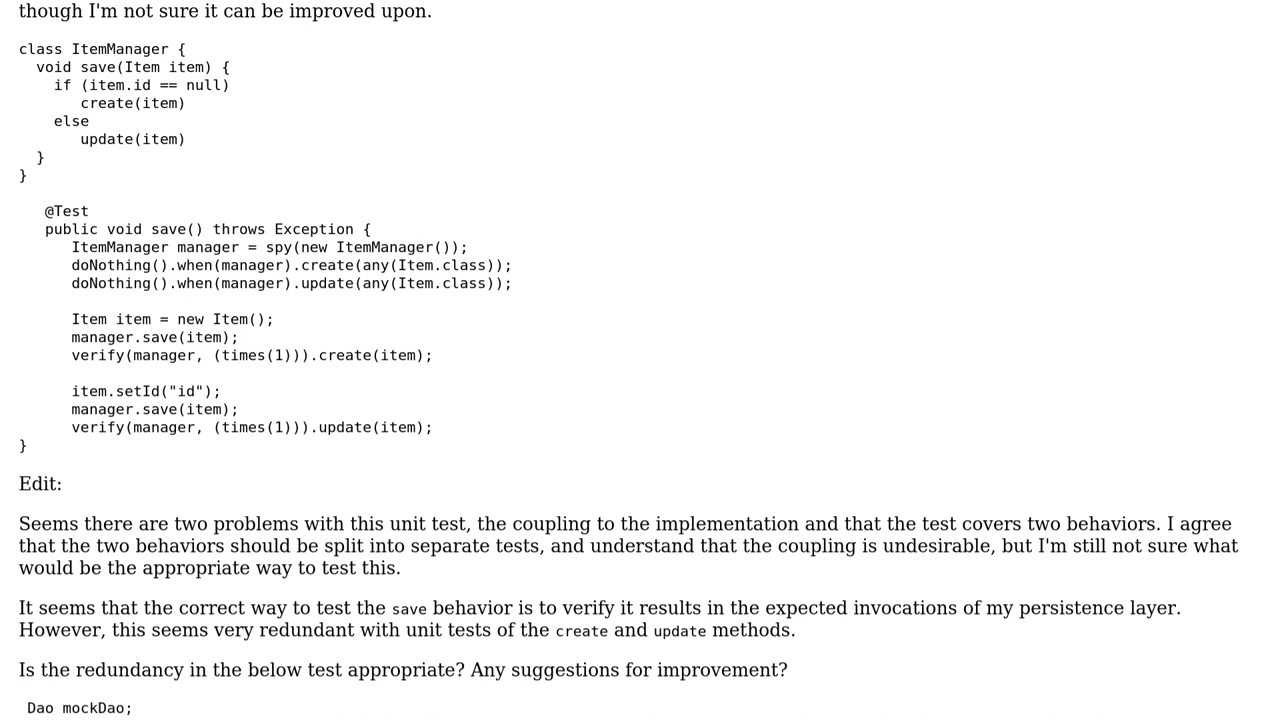 though I'm not sure it can be improved upon.
class ItemManager {
  void save(Item item) {
    if (item.id == null)
       create(item)
    else
       update(item)
  }
}
   @Test
   public void save() throws Exception {
      ItemManager manager = spy(new ItemManager());
      doNothing().when(manager).create(any(Item.class));
      doNothing().when(manager).update(any(Item.class));
      Item item = new Item();
      manager.save(item);
      verify(manager, (times(1))).create(item);
      item.setId("id");
      manager.save(item);
      verify(manager, (times(1))).update(item);
}
Edit:
Seems there are two problems with this unit test, the coupling to the implementation and that the test covers two behaviors. I agree
that the two behaviors should be split into separate tests, and understand that the coupling is undesirable, but I'm still not sure what
would be the appropriate way to test this.
It seems that the correct way to test the save behavior is to verify it results in the expected invocations of my persistence layer.
However, this seems very redundant with unit tests of the create and update methods.
Is the redundancy in the below test appropriate? Any suggestions for improvement?
 Dao mockDao;